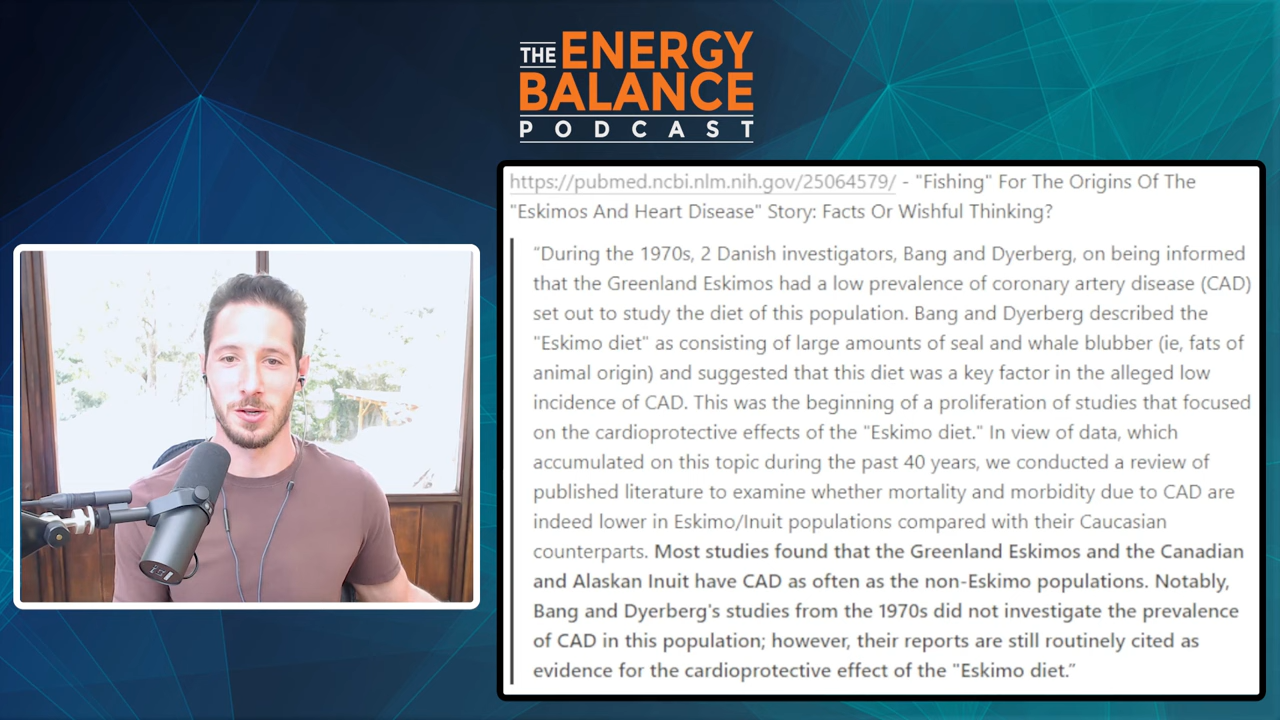 THE ENERGY
BALANCE
PODCAST
https://pubmed.ncbi.nlm.nih.gov/25064579/ - "Fishing" For The Origins Of The
"Eskimos And Heart Disease" Story: Facts Or Wishful Thinking?
“During the 1970s, 2 Danish investigators, Bang and Dyerberg, on being informed
that the Greenland Eskimos had a low prevalence of coronary artery disease (CAD)
set out to study the diet of this population. Bang and Dyerberg described the
"Eskimo diet" as consisting of large amounts of seal and whale blubber (ie, fats of
animal origin) and suggested that this diet was a key factor in the alleged low
incidence of CAD. This was the beginning of a proliferation of studies that focused
on the cardioprotective effects of the "Eskimo diet." In view of data, which
accumulated on this topic during the past 40 years, we conducted a review of
published literature to examine whether mortality and morbidity due to CAD are
indeed lower in Eskimo/Inuit populations compared with their Caucasian
counterparts. Most studies found that the Greenland Eskimos and the Canadian
and Alaskan Inuit have CAD as often as the non-Eskimo populations. Notably,
Bang and Dyerberg's studies from the 1970s did not investigate the prevalence
of CAD in this population; however, their reports are still routinely cited as
evidence for the cardioprotective effect of the "Eskimo diet.”